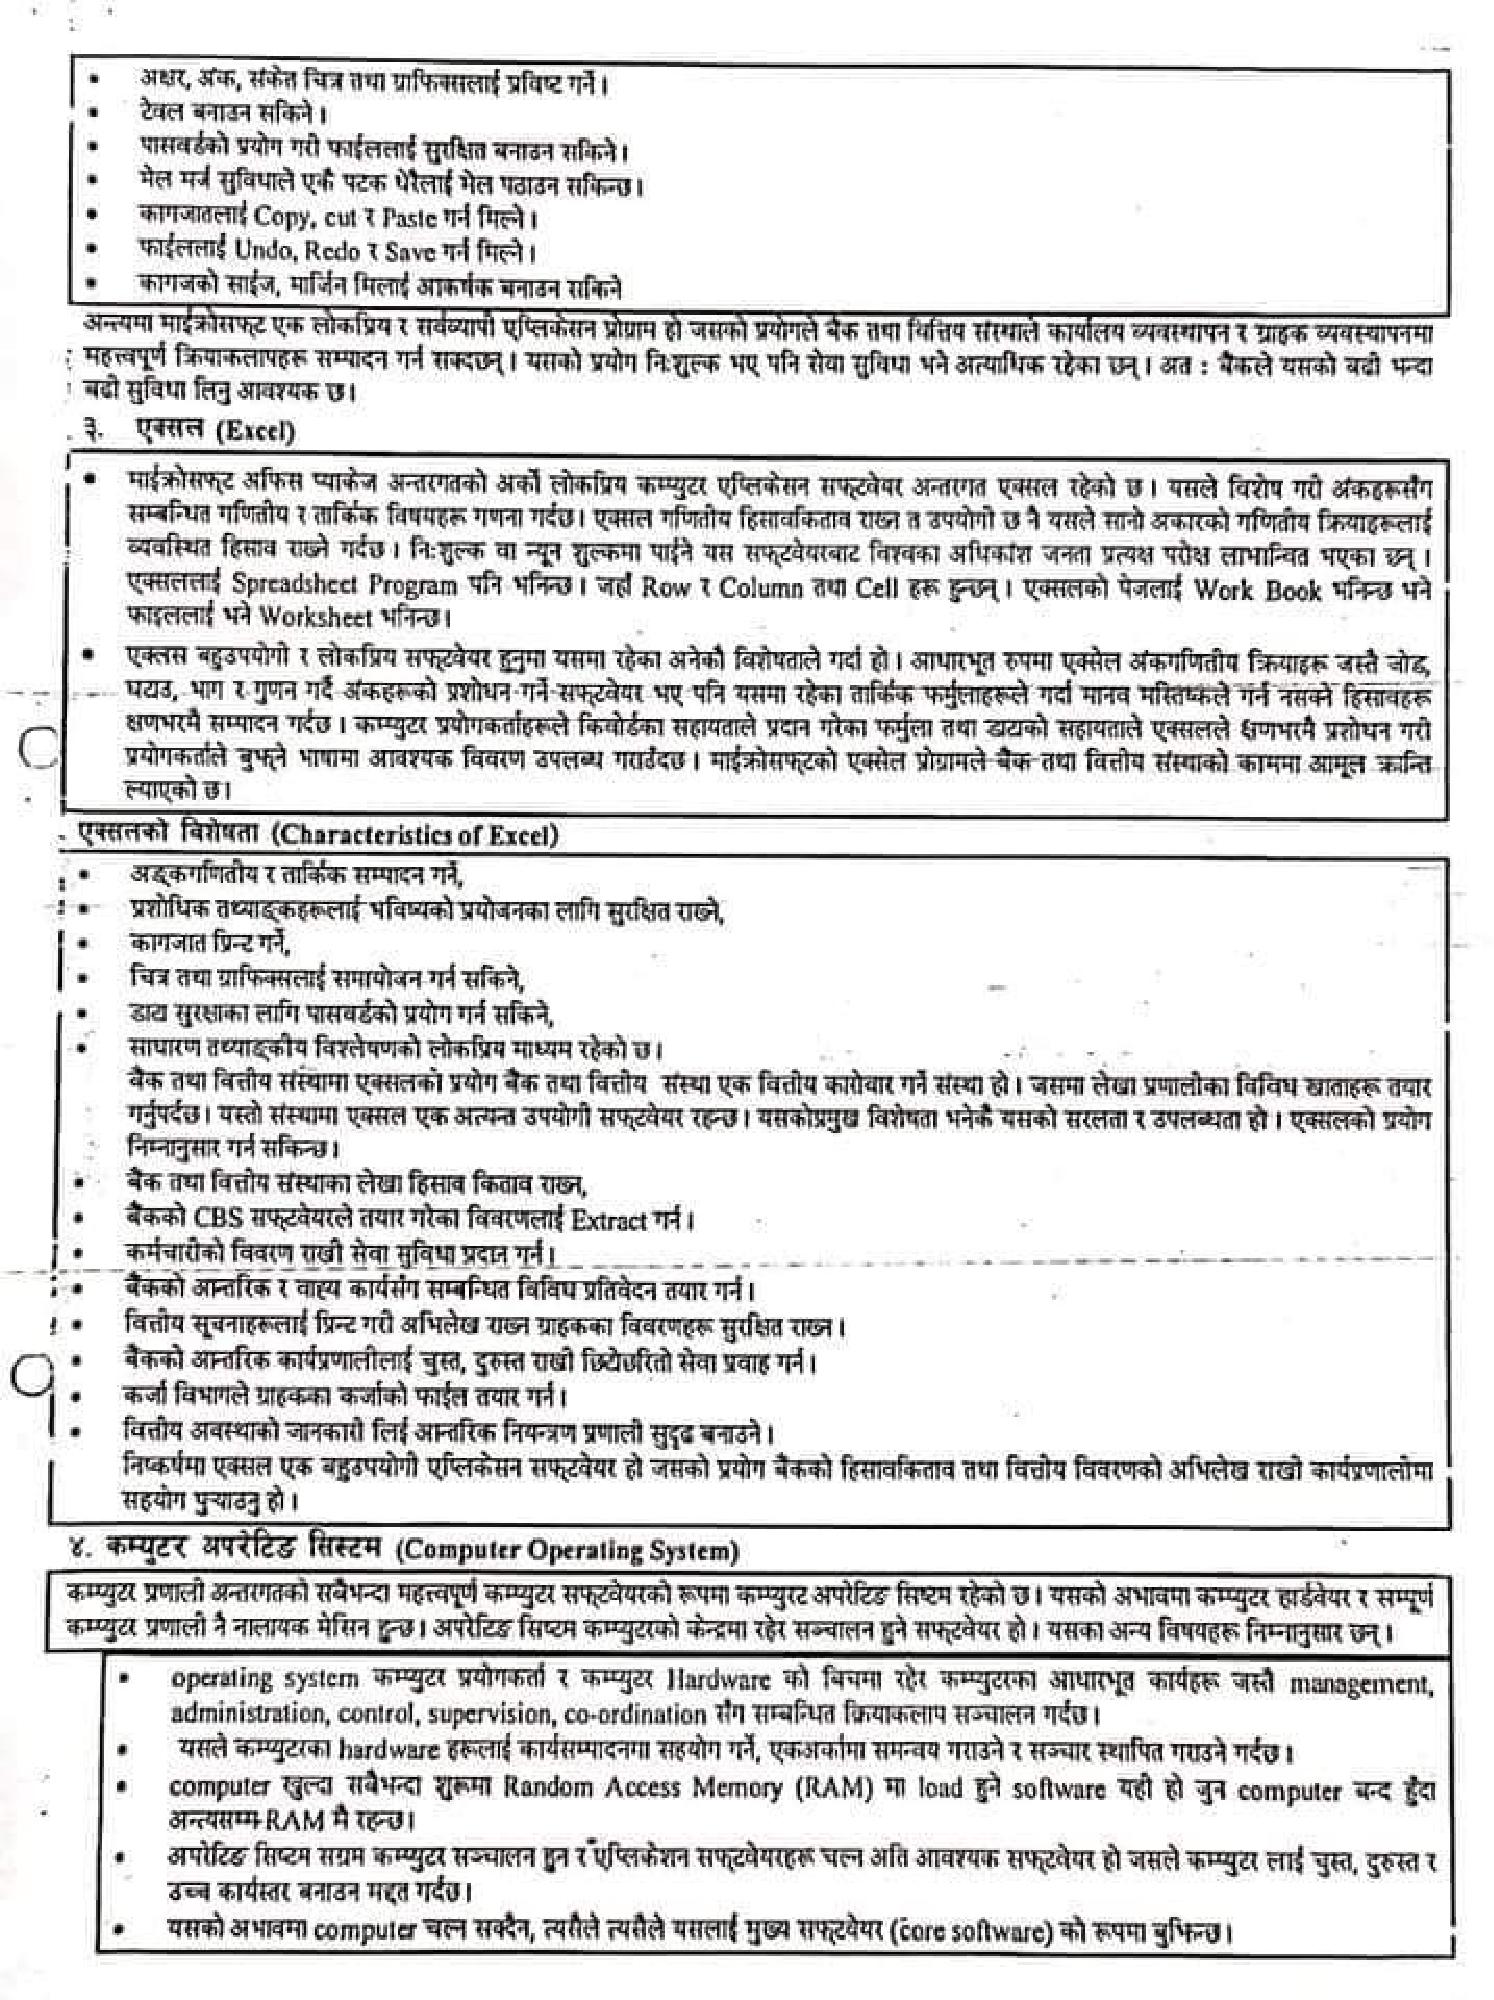 • अक्षर, अंक, संकेत चित्र तथा ग्राफिक्सलाई प्रविष्ट गर्ने।
• टेवल बनाउन सकिने।
• पासवर्डको प्रयोग गरी फाईललाई सुरक्षित बनाउन सकिने।
• मेल मर्ज सुविधाले एकै पटक धेरैलाई मेल पठाउन सकिन्छ।
• कागजातलाई Copy, cut र Paste गर्न मिल्ने।
• फाईललाई Undo, Redo र Save गर्न मिल्ने।
• कागजको साईज, मार्जिन मिलाई आकर्षक बनाउन सकिने
अन्त्यमा माईक्रोसफ्ट एक लोकप्रिय र सर्वव्यापी एप्लिकेसन प्रोग्राम हो जसको प्रयोगले बैंक तथा वित्तिय संस्थाले कार्यालय व्यवस्थापन र ग्राहक व्यवस्थापनमा
महत्त्वपूर्ण क्रियाकलापहरू सम्पादन गर्न सक्दछन्। यसको प्रयोग नि:शुल्क भए पनि सेवा सुविधा भने अत्याधिक रहेका छन्। अत : बैंकले यसको बढी भन्दा
बढी सुविधा लिनु आवश्यक छ।
३. एक्सल (Excel)
• माईक्रोसफ्ट अफिस प्याकेज अन्तरगतको अर्को लोकप्रिय कम्प्युटर एप्लिकेसन सफ्टवेयर अन्तरगत एक्सल रहेको छ। यसले विशेष गरी अंकहरूसँग
सम्बन्धित गणितीय र तार्किक विषयहरू गणना गर्दछ। एक्सल गणितीय हिसावकिताव राख्न त उपयोगी छ नै यसले सानो अकारको गणितीय क्रियाहरूलाई
व्यवस्थित हिसाव राख्ने गर्दछ। नि:शुल्क वा न्यून शुल्कमा पाईने यस सफ्टवेयरबाट विश्वका अधिकांश जनता प्रत्यक्ष परोक्ष लाभान्वित भएका छन्।
एक्सललाई Spreadsheet Program पनि भनिन्छ। जहाँ Row र Column तथा Cell हरू हुन्छन्। एक्सलको पेजलाई Work Book भनिन्छ भने
फाइललाई भने Worksheet भनिन्छ।
• एक्लस बहुउपयोगी र लोकप्रिय सफ्टवेयर हुनुमा यसमा रहेका अनेकौ विशेषताले गर्दा हो। आधारभूत रुपमा एक्सेल अंकगणितीय क्रियाहरू जस्तै जोड,
घटाउ, भाग र गुणन गर्दै अंकहरूको प्रशोधन गर्ने सफ्टवेयर भए पनि यसमा रहेका तार्किक फर्मुलाहरूले गर्दा मानव मस्तिष्कले गर्न नसक्ने हिसावहरू
क्षणभरमै सम्पादन गर्दछ। कम्प्युटर प्रयोगकर्ताहरूले किबोर्डका सहायताले प्रदान गरेका फर्मुला तथा डाटाको सहायताले एक्सलले क्षणभरमै प्रशोधन गरी
प्रयोगकर्ताले बुझ्ने भाषामा आवश्यक विवरण उपलब्ध गराउँदछ। माईक्रोसफ्टको एक्सेल प्रोग्रामले बैंक तथा वित्तीय संस्थाको काममा आमूल क्रान्ति
ल्याएको छ।
एक्सलको विशेषता (Characteristics of Excel)
• अङ्कगणितीय र तार्किक सम्पादन गर्ने,
• प्रशोधिक तथ्याङ्कहरूलाई भविष्यको प्रयोजनका लागि सुरक्षित राख्ने,
• कागजात प्रिन्ट गर्ने,
• चित्र तथा ग्राफिक्सलाई समायोजन गर्न सकिने,
• डाटा सुरक्षाका लागि पासवर्डको प्रयोग गर्न सकिने,
• साधारण तथ्याङ्कीय विश्लेषणको लोकप्रिय माध्यम रहेको छ।
बैंक तथा वित्तिय संस्थामा एक्सलको प्रयोग बैंक तथा वित्तीय संस्था एक वित्तीय कारोवार गर्ने संस्था हो। जसमा लेखा प्रणालीका विविध खाताहरू तयार
गर्नुपर्दछ। यस्तो संस्थामा एक्सल एक अत्यन्त उपयोगी सफ्टवेयर रहन्छ। यसकोप्रमुख विशेषता भनेकै यसको सरलता र उपलब्धता हो। एक्सलको प्रयोग
निम्नानुसार गर्न सकिन्छ।
• बैंक तथा वित्तीय संस्थाका लेखा हिसाव किताव राख्न,
• बैंकको CBS सफ्टवेयरले तयार गरेका विवरणलाई Extract गर्न।
• कर्मचारीको विवरण राखी सेवा सुविधा प्रदान गर्न।
• बैंकको आन्तरिक र वाह्य कार्यसँग सम्बन्धित विविध प्रतिवेदन तयार गर्न।
• वित्तीय सूचनाहरूलाई प्रिन्ट गरी अभिलेख राख्न ग्राहकका विवरणहरू सुरक्षित राख्न।
• बैंकको आन्तरिक कार्यप्रणालीलाई चुस्त, दुरुस्त राखी छिटोछरितो सेवा प्रवाह गर्न।
• कर्जा विभागले ग्राहकका कर्जाको फाईल तयार गर्न।
• वित्तीय अवस्थाको जानकारी लिई आन्तरिक नियन्त्रण प्रणाली सुदृढ बनाउने।
निष्कर्षमा एक्सल एक बहुउपयोगी एप्लिकेसन सफ्टवेयर हो जसको प्रयोग बैंकको हिसावकिताव तथा वित्तीय विवरणको अभिलेख राखी कार्यप्रणालीमा
सहयोग पुऱ्याउनु हो।
४. कम्युटर अपरेटिङ सिस्टम (Computer Operating System)
कम्प्युटर प्रणाली अन्तरगतको सबैभन्दा महत्त्वपूर्ण कम्प्युटर सफ्टवेयरको रूपमा कम्प्युरट अपरेटिङ सिष्टम रहेको छ। यसको अभावमा कम्प्युटर हार्डवेयर र सम्पूर्ण
कम्प्युटर प्रणाली नै नालायक मेसिन हुन्छ। अपरेटिङ सिष्टम कम्प्युटरको केन्द्रमा रहेर सञ्चालन हुने सफ्टवेयर हो। यसका अन्य विषयहरू निम्नानुसार छन्।
• operating system कम्प्युटर प्रयोगकर्ता र कम्प्युटर Hardware को बिचमा रहेर कम्प्युटरका आधारभूत कार्यहरू जस्तै management,
administration, control, supervision, co-ordination सँग सम्बन्धित क्रियाकलाप सञ्चालन गर्दछ।
• यसले कम्प्युटरका hardware हरूलाई कार्यसम्पादनमा सहयोग गर्ने, एकअर्कामा समन्वय गराउने र सञ्चार स्थापित गराउने गर्दछ।
• computer खुल्दा सबैभन्दा शुरूमा Random Access Memory (RAM) मा load हुने software यही हो जुन computer बन्द हुँदा
अन्त्यसम्म RAM मै रहन्छ।
• अपरेटिङ सिष्टम सग्रम कम्प्युटर सञ्चालन हुन र एप्लिकेशन सफ्टवेयरहरू चल्न अति आवश्यक सफ्टवेयर हो जसले कम्प्युटर लाई चुस्त, दुरुस्त र
उच्च कार्यस्तर बनाउन मद्दत गर्दछ।
• यसको अभावमा computer चल्न सक्दैन, त्यसैले त्यसैले यसलाई मुख्य सफ्टवेयर (core software) को रूपमा बुझिन्छ।